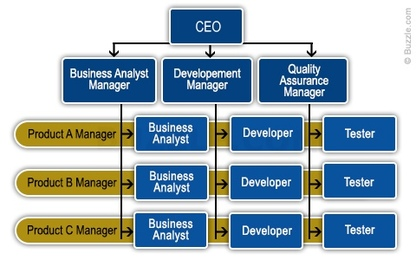 CEO
© Buzzle.com
Business Analyst
Manager
Developement
Manager
Quality
Assurance
Manager
Product A Manager
Business
Analyst
Developer
Tester
Product B Manager
Business
Analyst
Developer
Tester
Product C Manager
Business
Analyst
Developer
Tester